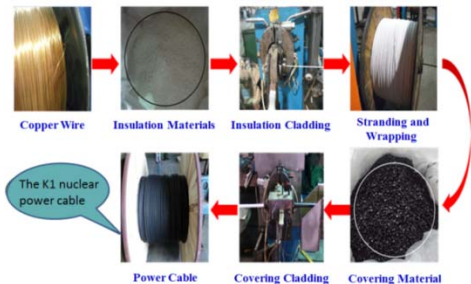 Copper Wire
Insulation Materials
Insulation Cladding
Stranding and
Wrapping
The K1 nuclear
power cable
Power Cable
Covering Cladding
Covering Material